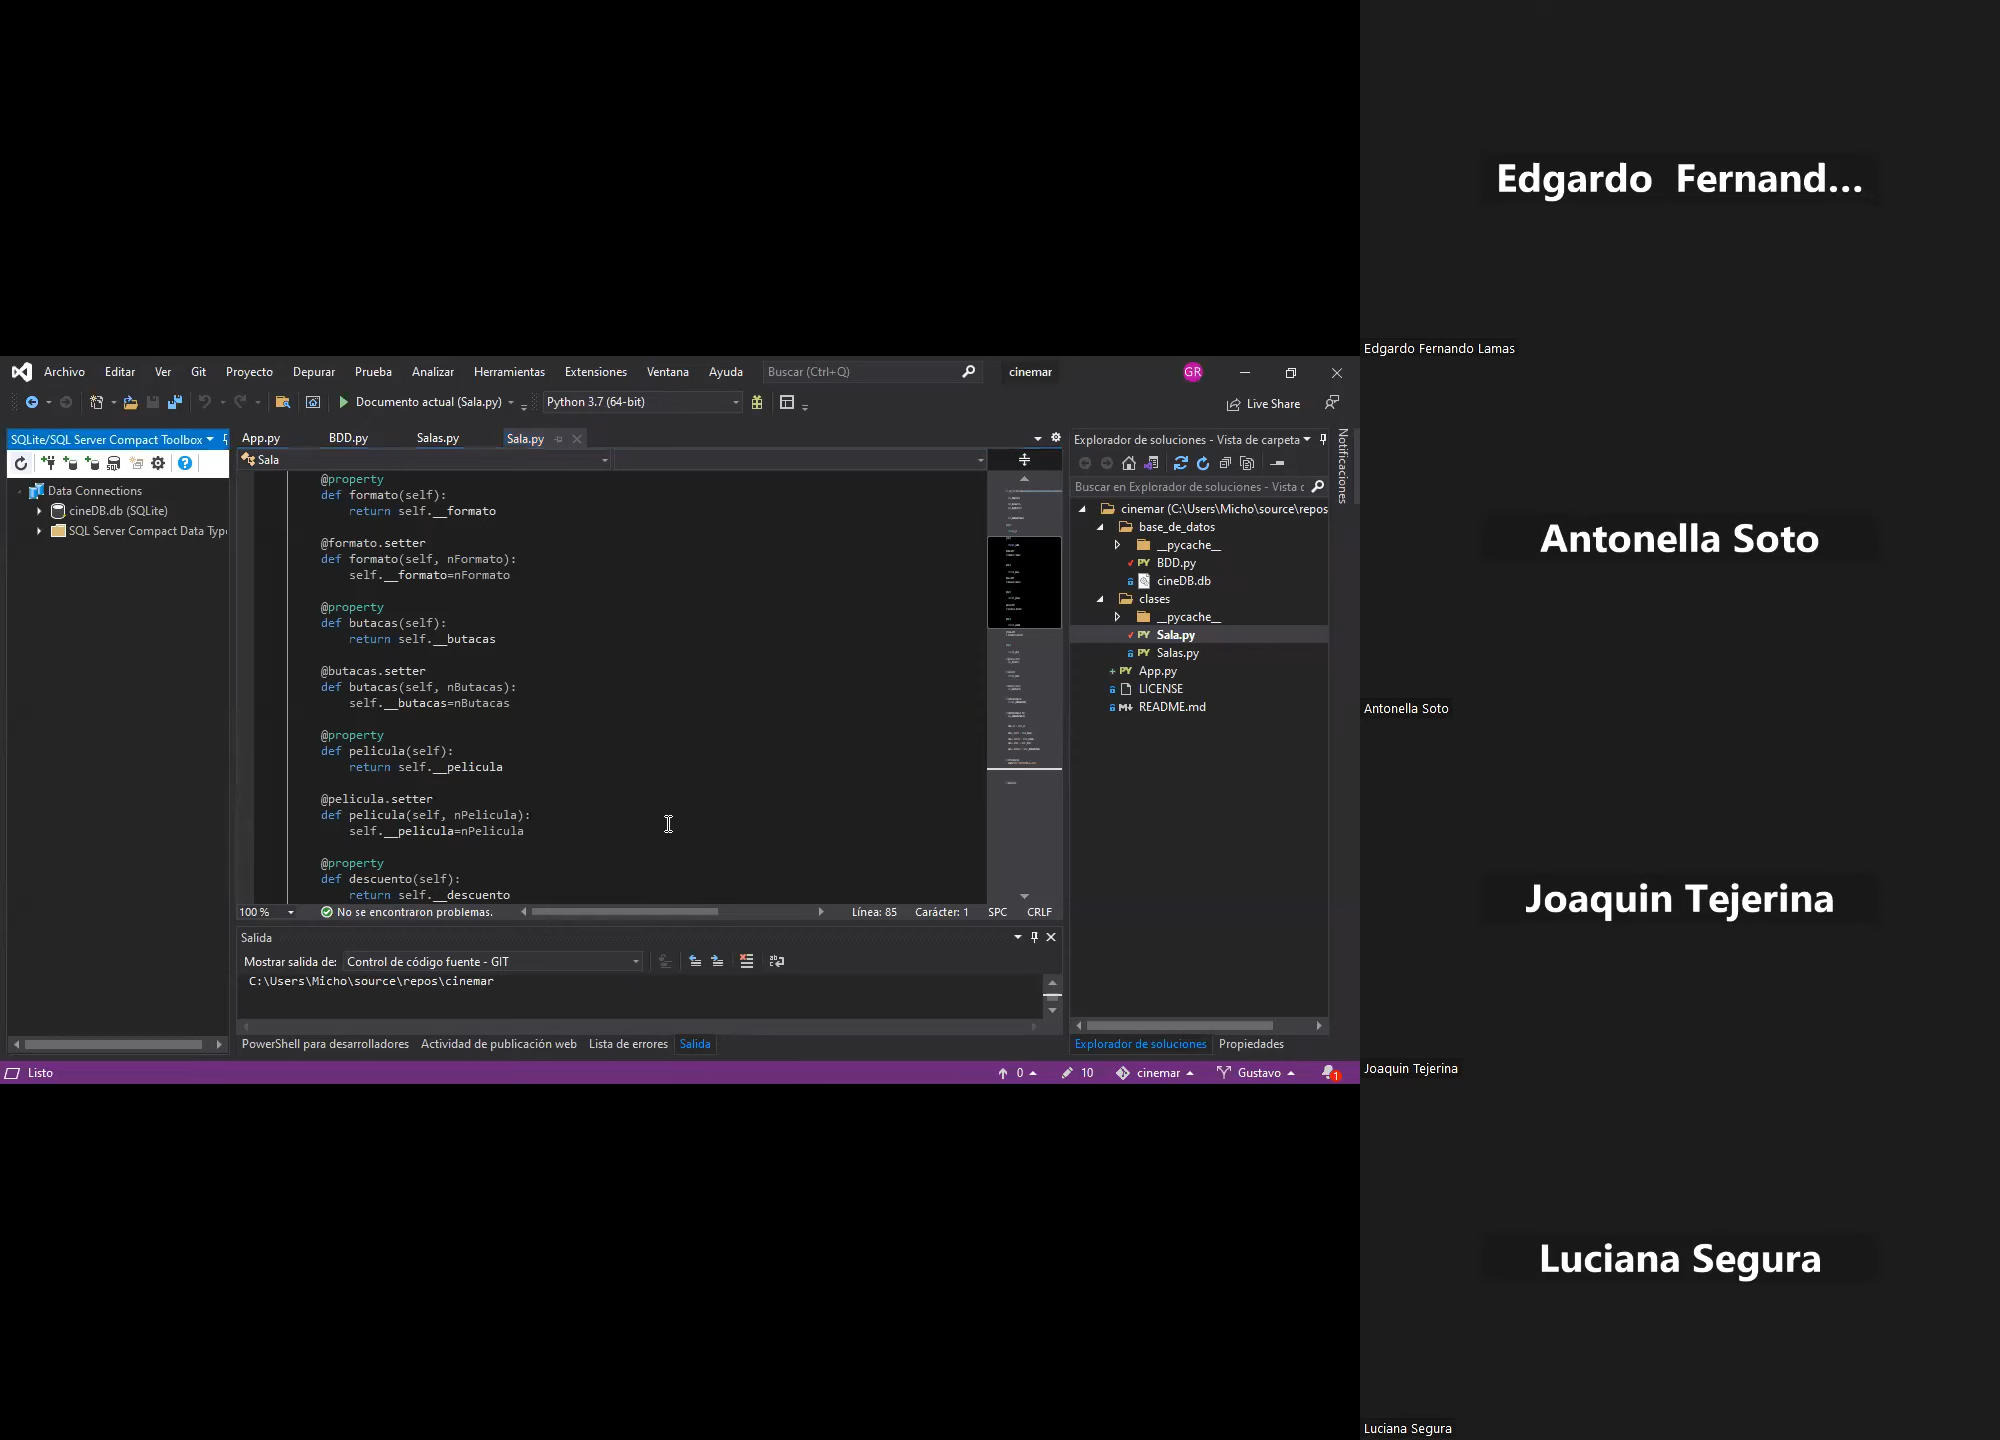 Archivo Editar Ver Git Proyecto Depurar Prueba Analizar Herramientas Extensiones Ventana Ayuda Buscar (Ctrl+Q) cinemar GR
Documento actual (Sala.py) Python 3.7 (64-bit) Live Share
SQLite/SQL Server Compact Toolbox
Data Connections
cineDB.db (SQLite)
SQL Server Compact Data Typ
App.py BDD.py Salas.py Sala.py
Sala
@property
def formato(self):
return self.__formato
@formato.setter
def formato(self, nFormato):
self.__formato=nFormato
@property
def butacas(self):
return self.__butacas
@butacas.setter
def butacas(self, nButacas):
self.__butacas=nButacas
@property
def pelicula(self):
return self.__pelicula
@pelicula.setter
def pelicula(self, nPelicula):
self.__pelicula=nPelicula
@property
def descuento(self):
return self.__descuento
100 % No se encontraron problemas. Línea: 85 Carácter: 1 SPC CRLF
Salida
Mostrar salida de: Control de código fuente - GIT
C:\Users\Micho\source\repos\cinemar
PowerShell para desarrolladores Actividad de publicación web Lista de errores Salida
Explorador de soluciones - Vista de carpeta
Buscar en Explorador de soluciones - Vista c
cinemar (C:\Users\Micho\source\repos
base_de_datos
__pycache__
BDD.py
cineDB.db
clases
__pycache__
Sala.py
Salas.py
App.py
LICENSE
README.md
Explorador de soluciones Propiedades
Notificaciones
Listo 0 10 cinemar Gustavo 1
Edgardo Fernand...
Edgardo Fernando Lamas
Antonella Soto
Antonella Soto
Joaquin Tejerina
Joaquin Tejerina
Luciana Segura
Luciana Segura